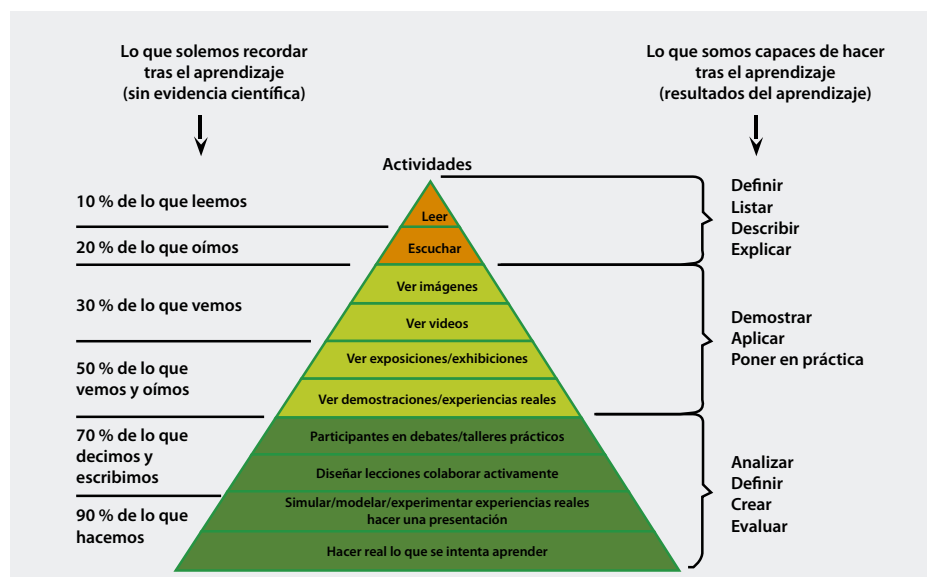 Lo que solemos recordar
tras el aprendizaje
(sin evidencia científica)
Lo que somos capaces de hacer
tras el aprendizaje
(resultados del aprendizaje)
Actividades
10 % de lo que leemos
20 % de lo que oímos
30 % de lo que vemos
50 % de lo que
vemos y oímos
70 % de lo que
decimos y
escribimos
90 % de lo que
hacemos
Leer
Escuchar
Ver imágenes
Ver videos
Ver exposiciones/exhibiciones
Ver demostraciones/experiencias reales
Participantes en debates/talleres prácticos
Diseñar lecciones colaborar activamente
Simular/modelar/experimentar experiencias reales
hacer una presentación
Hacer real lo que se intenta aprender
Definir
Listar
Describir
Explicar
Demostrar
Aplicar
Poner en práctica
Analizar
Definir
Crear
Evaluar